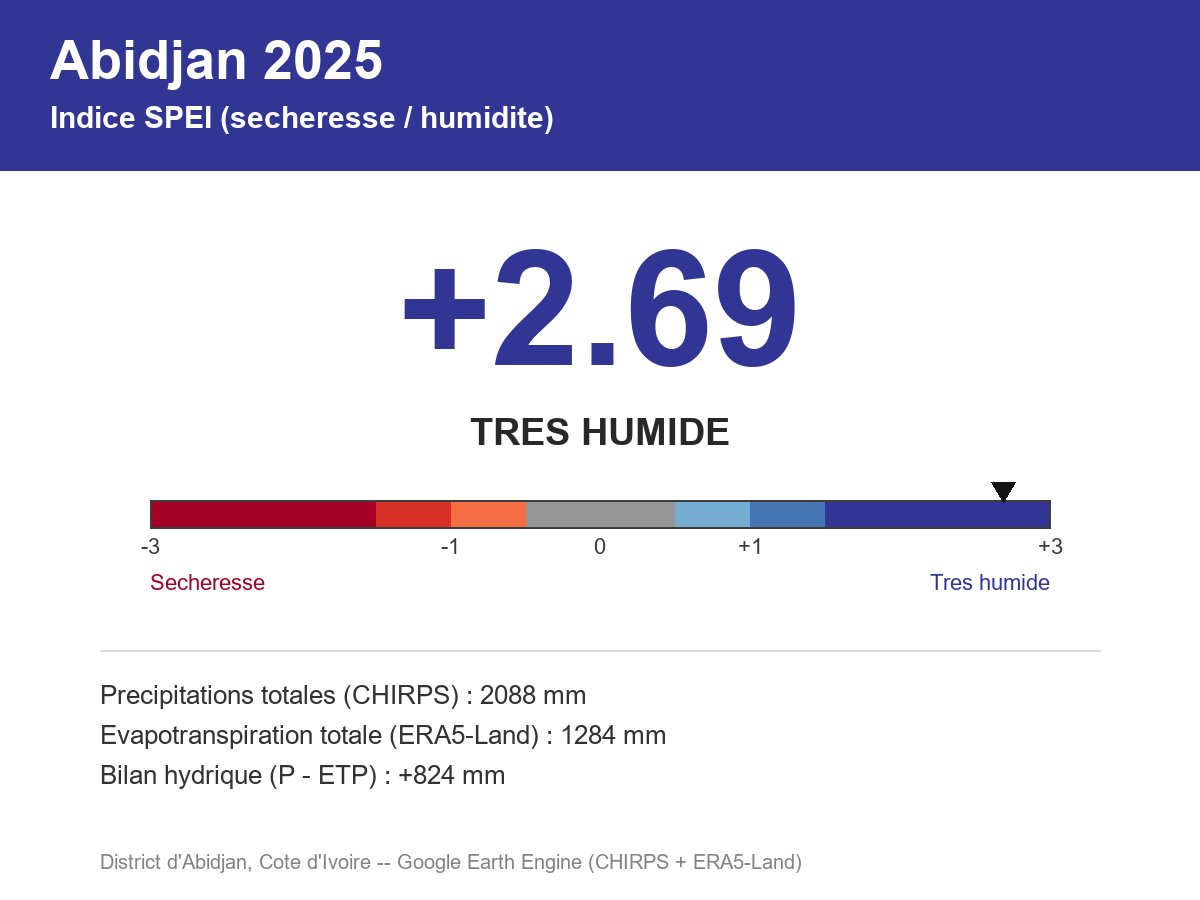 Abidjan 2025
Indice SPEI (secheresse / humidite)
+2.69
TRES HUMIDE
-3 -1 0 +1 +3
Secheresse Tres humide
Precipitations totales (CHIRPS) : 2088 mm
Evapotranspiration totale (ERA5-Land) : 1284 mm
Bilan hydrique (P - ETP) : +824 mm
District d'Abidjan, Cote d'Ivoire -- Google Earth Engine (CHIRPS + ERA5-Land)